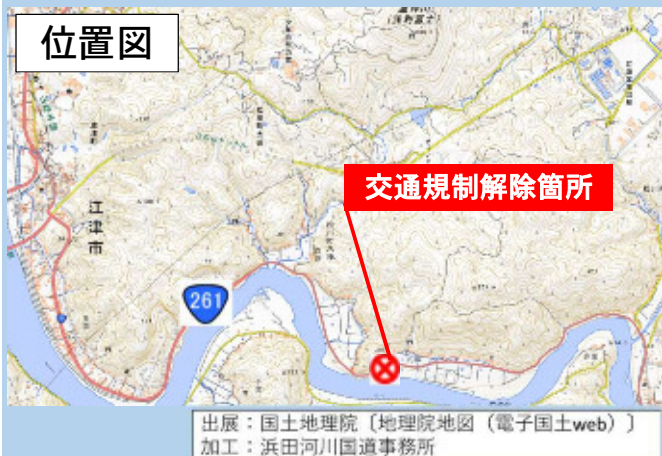 位置図
交通規制解除箇所
江津市
261
出展：国土地理院〔地理院地図（電子国土web）〕
加工：浜田河川国道事務所